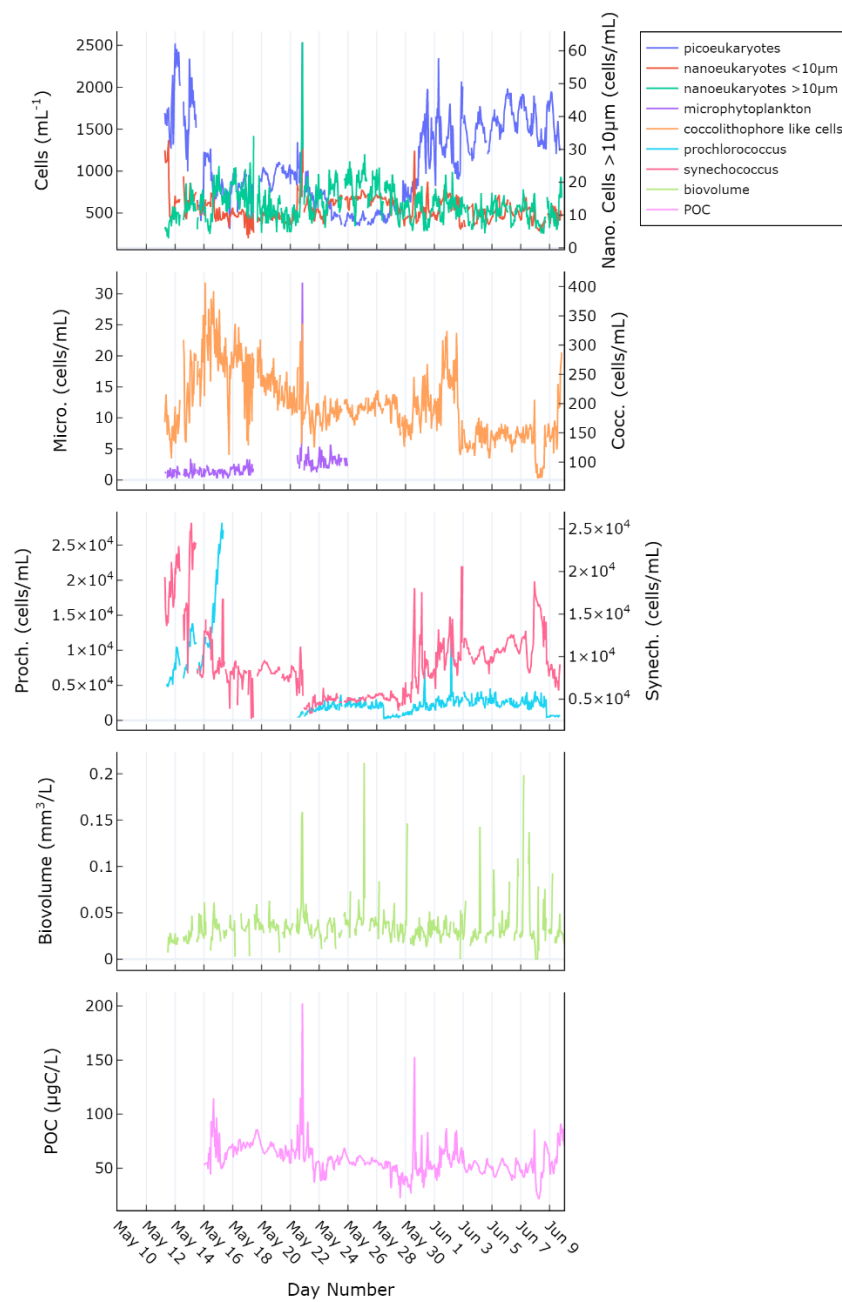 picoeukaryotes
nanoeukaryotes <10μm
nanoeukaryotes >10μm
microphytoplankton
coccolithophore like cells
prochlorococcus
synechococcus
biovolume
POC
2500
2000
1500
1000
500
Cells (mL⁻¹)
60
50
40
30
20
10
0
Nano. Cells >10μm (cells/mL)
30
25
20
15
10
5
0
Micro. (cells/mL)
400
350
300
250
200
150
100
Cocc. (cells/mL)
2.5×10⁴
2×10⁴
1.5×10⁴
1×10⁴
0.5×10⁴
0
Proch. (cells/mL)
2.5×10⁴
2×10⁴
1.5×10⁴
1×10⁴
0.5×10⁴
Synech. (cells/mL)
0.2
0.15
0.1
0.05
0
Biovolume (mm³/L)
200
150
100
50
POC (μgC/L)
May 10
May 12
May 14
May 16
May 18
May 20
May 22
May 24
May 26
May 28
May 30
Jun 1
Jun 3
Jun 5
Jun 7
Jun 9
Day Number